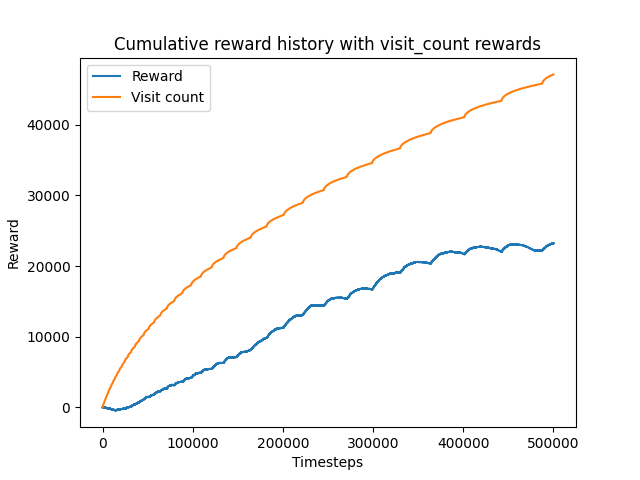 Cumulative reward history with visit_count rewards
Reward
Visit count
40000
30000
20000
10000
0
Reward
0 100000 200000 300000 400000 500000
Timesteps